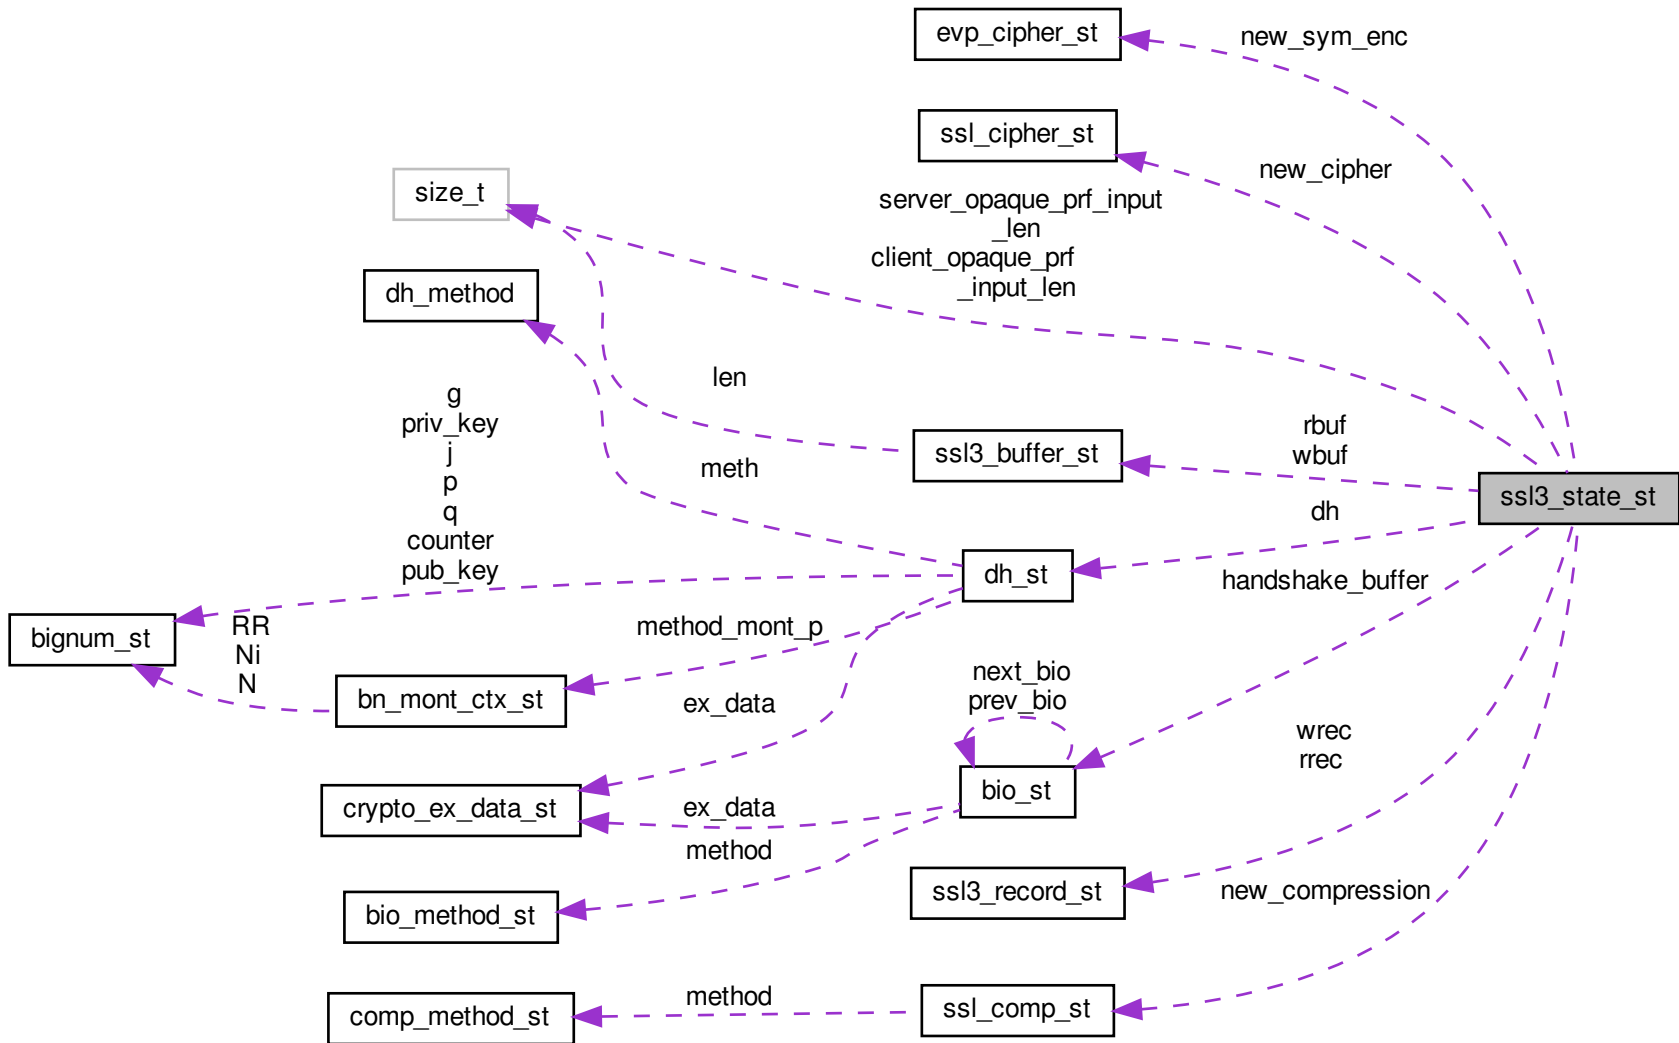 evp_cipher_st
new_sym_enc
ssl_cipher_st
new_cipher
size_t
server_opaque_prf_input
_len
client_opaque_prf
_input_len
dh_method
len
g
priv_key
j
p
q
counter
pub_key
meth
ssl3_buffer_st
rbuf
wbuf
ssl3_state_st
dh
dh_st
handshake_buffer
bignum_st
RR
Ni
N
method_mont_p
bn_mont_ctx_st
ex_data
next_bio
prev_bio
bio_st
wrec
rrec
crypto_ex_data_st
ex_data
method
bio_method_st
ssl3_record_st
new_compression
comp_method_st
method
ssl_comp_st